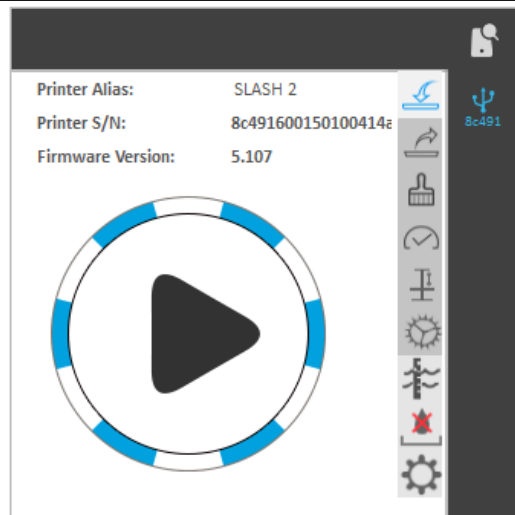 Printer Alias: SLASH 2
Printer S/N: 8c491600150100414a
Firmware Version: 5.107
8c491